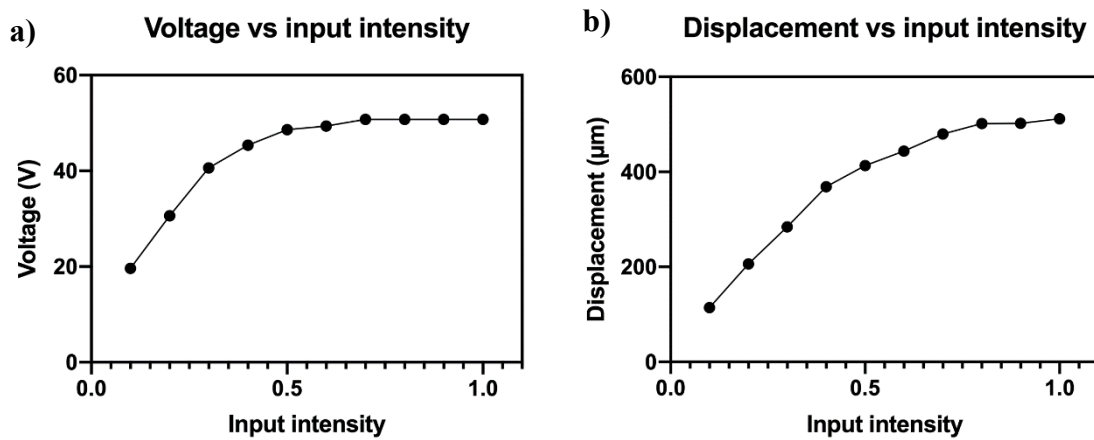 a)
Voltage vs input intensity
60
40
20
0
Voltage (V)
0.0
0.5
1.0
Input intensity
b)
Displacement vs input intensity
600
400
200
0
Displacement (µm)
0.0
0.5
1.0
Input intensity